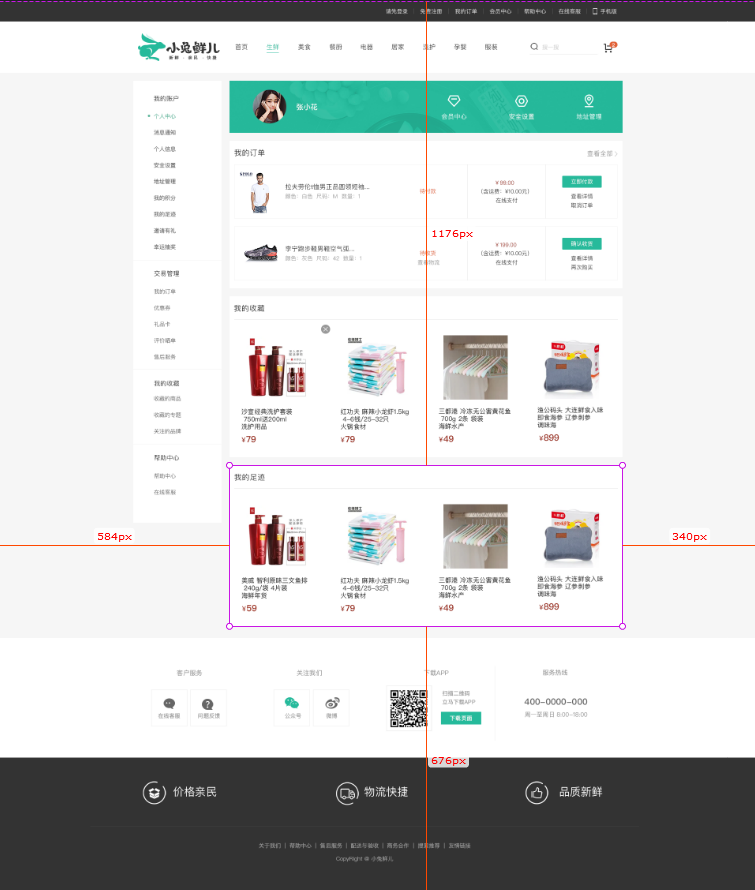 请先登录 免费注册 我的订单 会员中心 帮助中心 在线客服 手机版
小兔鲜儿
新鲜·亲民·快捷
首页 生鲜 美食 餐厨 电器 居家 洗护 孕婴 服装
搜一搜
我的账户
个人中心
消息通知
个人信息
安全设置
地址管理
我的积分
我的足迹
邀请有礼
幸运抽奖
交易管理
我的订单
优惠券
礼品卡
评价晒单
售后服务
我的收藏
收藏的商品
收藏的专题
关注的品牌
帮助中心
帮助中心
在线客服
张小花
会员中心 安全设置 地址管理
我的订单 查看全部
拉夫劳伦t恤男正品圆领短袖...
颜色：白色 尺码：M 数量：1
待付款
¥99.00
(含运费：¥10.00元)
在线支付
立即付款
查看详情
取消订单
1176px
李宁跑步鞋男鞋空气弧...
颜色：灰色 尺码：42 数量：1
待收货
查看物流
¥199.00
(含运费：¥10.00元)
在线支付
确认收货
查看详情
再次购买
我的收藏
沙宣经典洗护套装
750ml送200ml
洗护用品
¥79
红功夫 麻辣小龙虾1.5kg
4-6钱/25-32只
火锅食材
¥79
三都港 冷冻无公害黄花鱼
700g 2条 袋装
海鲜水产
¥49
渔公码头 大连鲜食入味
即食海参 辽参刺参
调味海
¥899
我的足迹
美威 智利原味三文鱼排
240g/袋 4片装
海鲜年货
¥59
红功夫 麻辣小龙虾1.5kg
4-6钱/25-32只
火锅食材
¥79
三都港 冷冻无公害黄花鱼
700g 2条 袋装
海鲜水产
¥49
渔公码头 大连鲜食入味
即食海参 辽参刺参
调味海
¥899
584px
340px
客户服务 关注我们 下载APP 服务热线
在线客服 问题反馈
公众号 微博
扫描二维码
立马下载APP
下载页面
400-0000-000
周一至周日 8:00-18:00
676px
价格亲民 物流快捷 品质新鲜
关于我们 | 帮助中心 | 售后服务 | 配送与验收 | 商务合作 | 搜索推荐 | 友情链接
CopyRight @ 小兔鲜儿